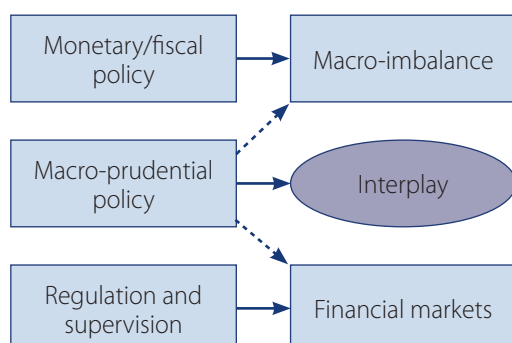 Monetary/fiscal
policy
Macro-imbalance
Macro-prudential
policy
Interplay
Regulation and
supervision
Financial markets